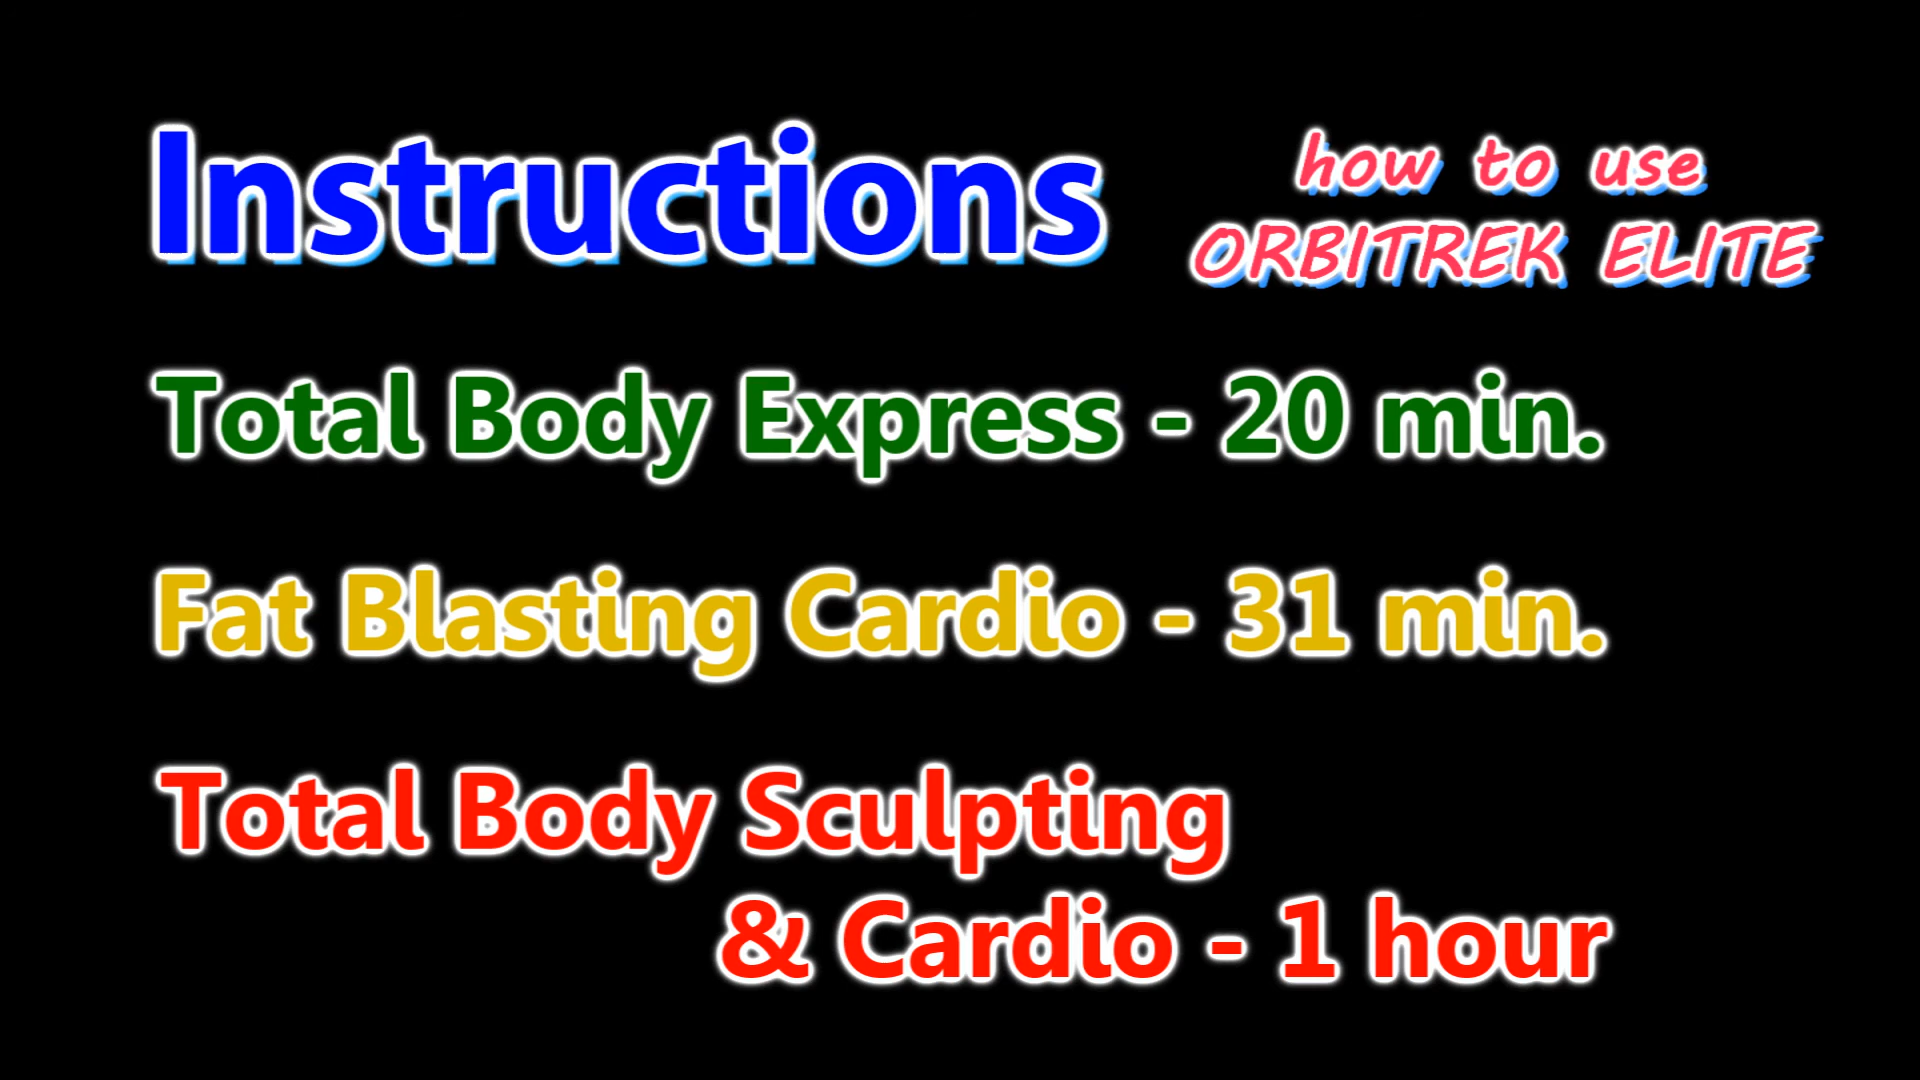 Instructions
how to use
ORBITREK ELITE
Total Body Express - 20 min.
Fat Blasting Cardio - 31 min.
Total Body Sculpting
& Cardio - 1 hour